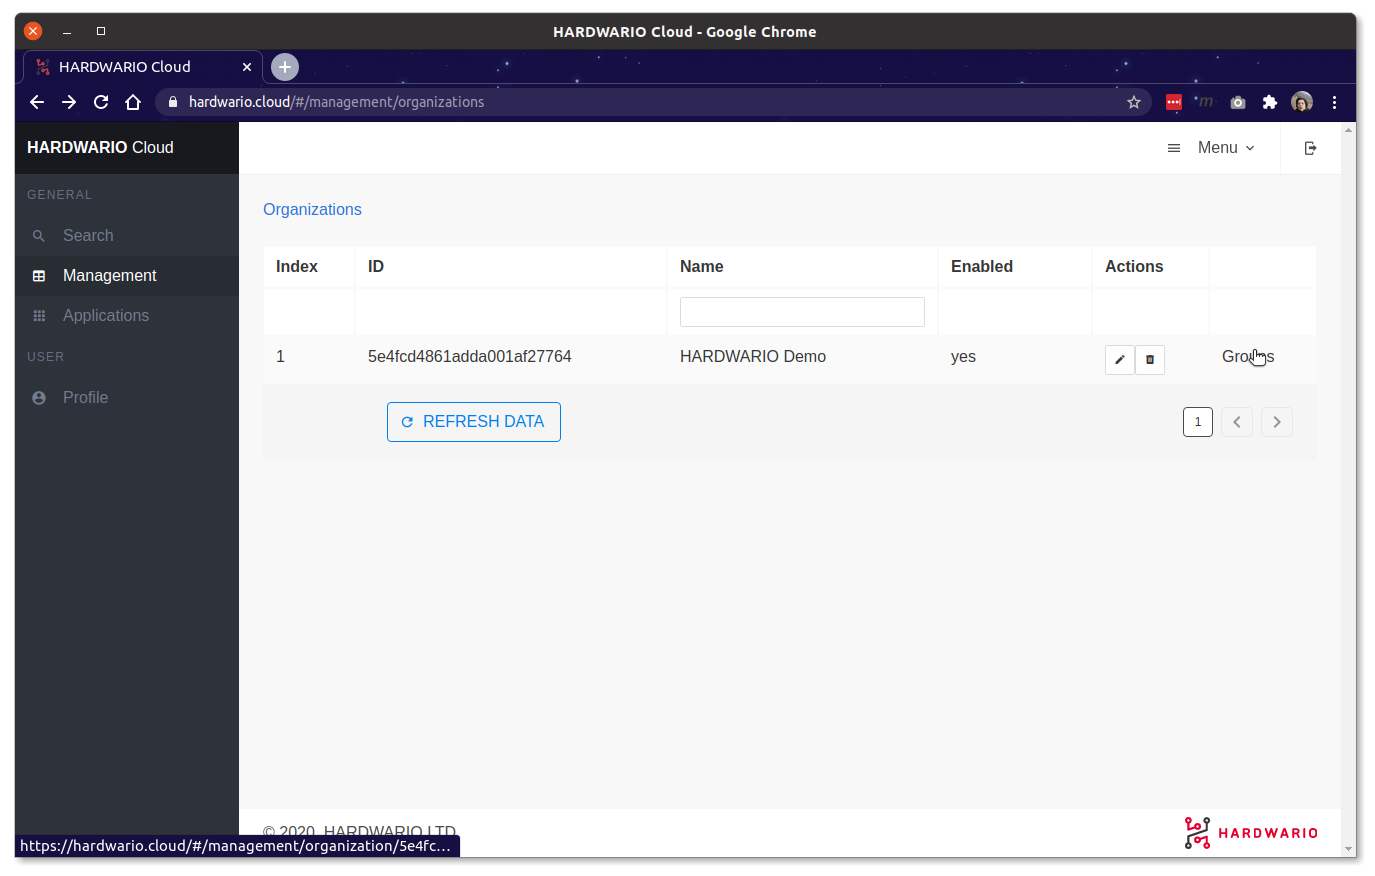 HARDWARIO Cloud - Google Chrome
HARDWARIO Cloud
hardwario.cloud/#/management/organizations
HARDWARIO Cloud
Menu
GENERAL
Search
Management
Applications
USER
Profile
Organizations
Index ID Name Enabled Actions
1 5e4fcd4861adda001af27764 HARDWARIO Demo yes Groups
REFRESH DATA
1
© 2020, HARDWARIO LTD
HARDWARIO
https://hardwario.cloud/#/management/organization/5e4fc…